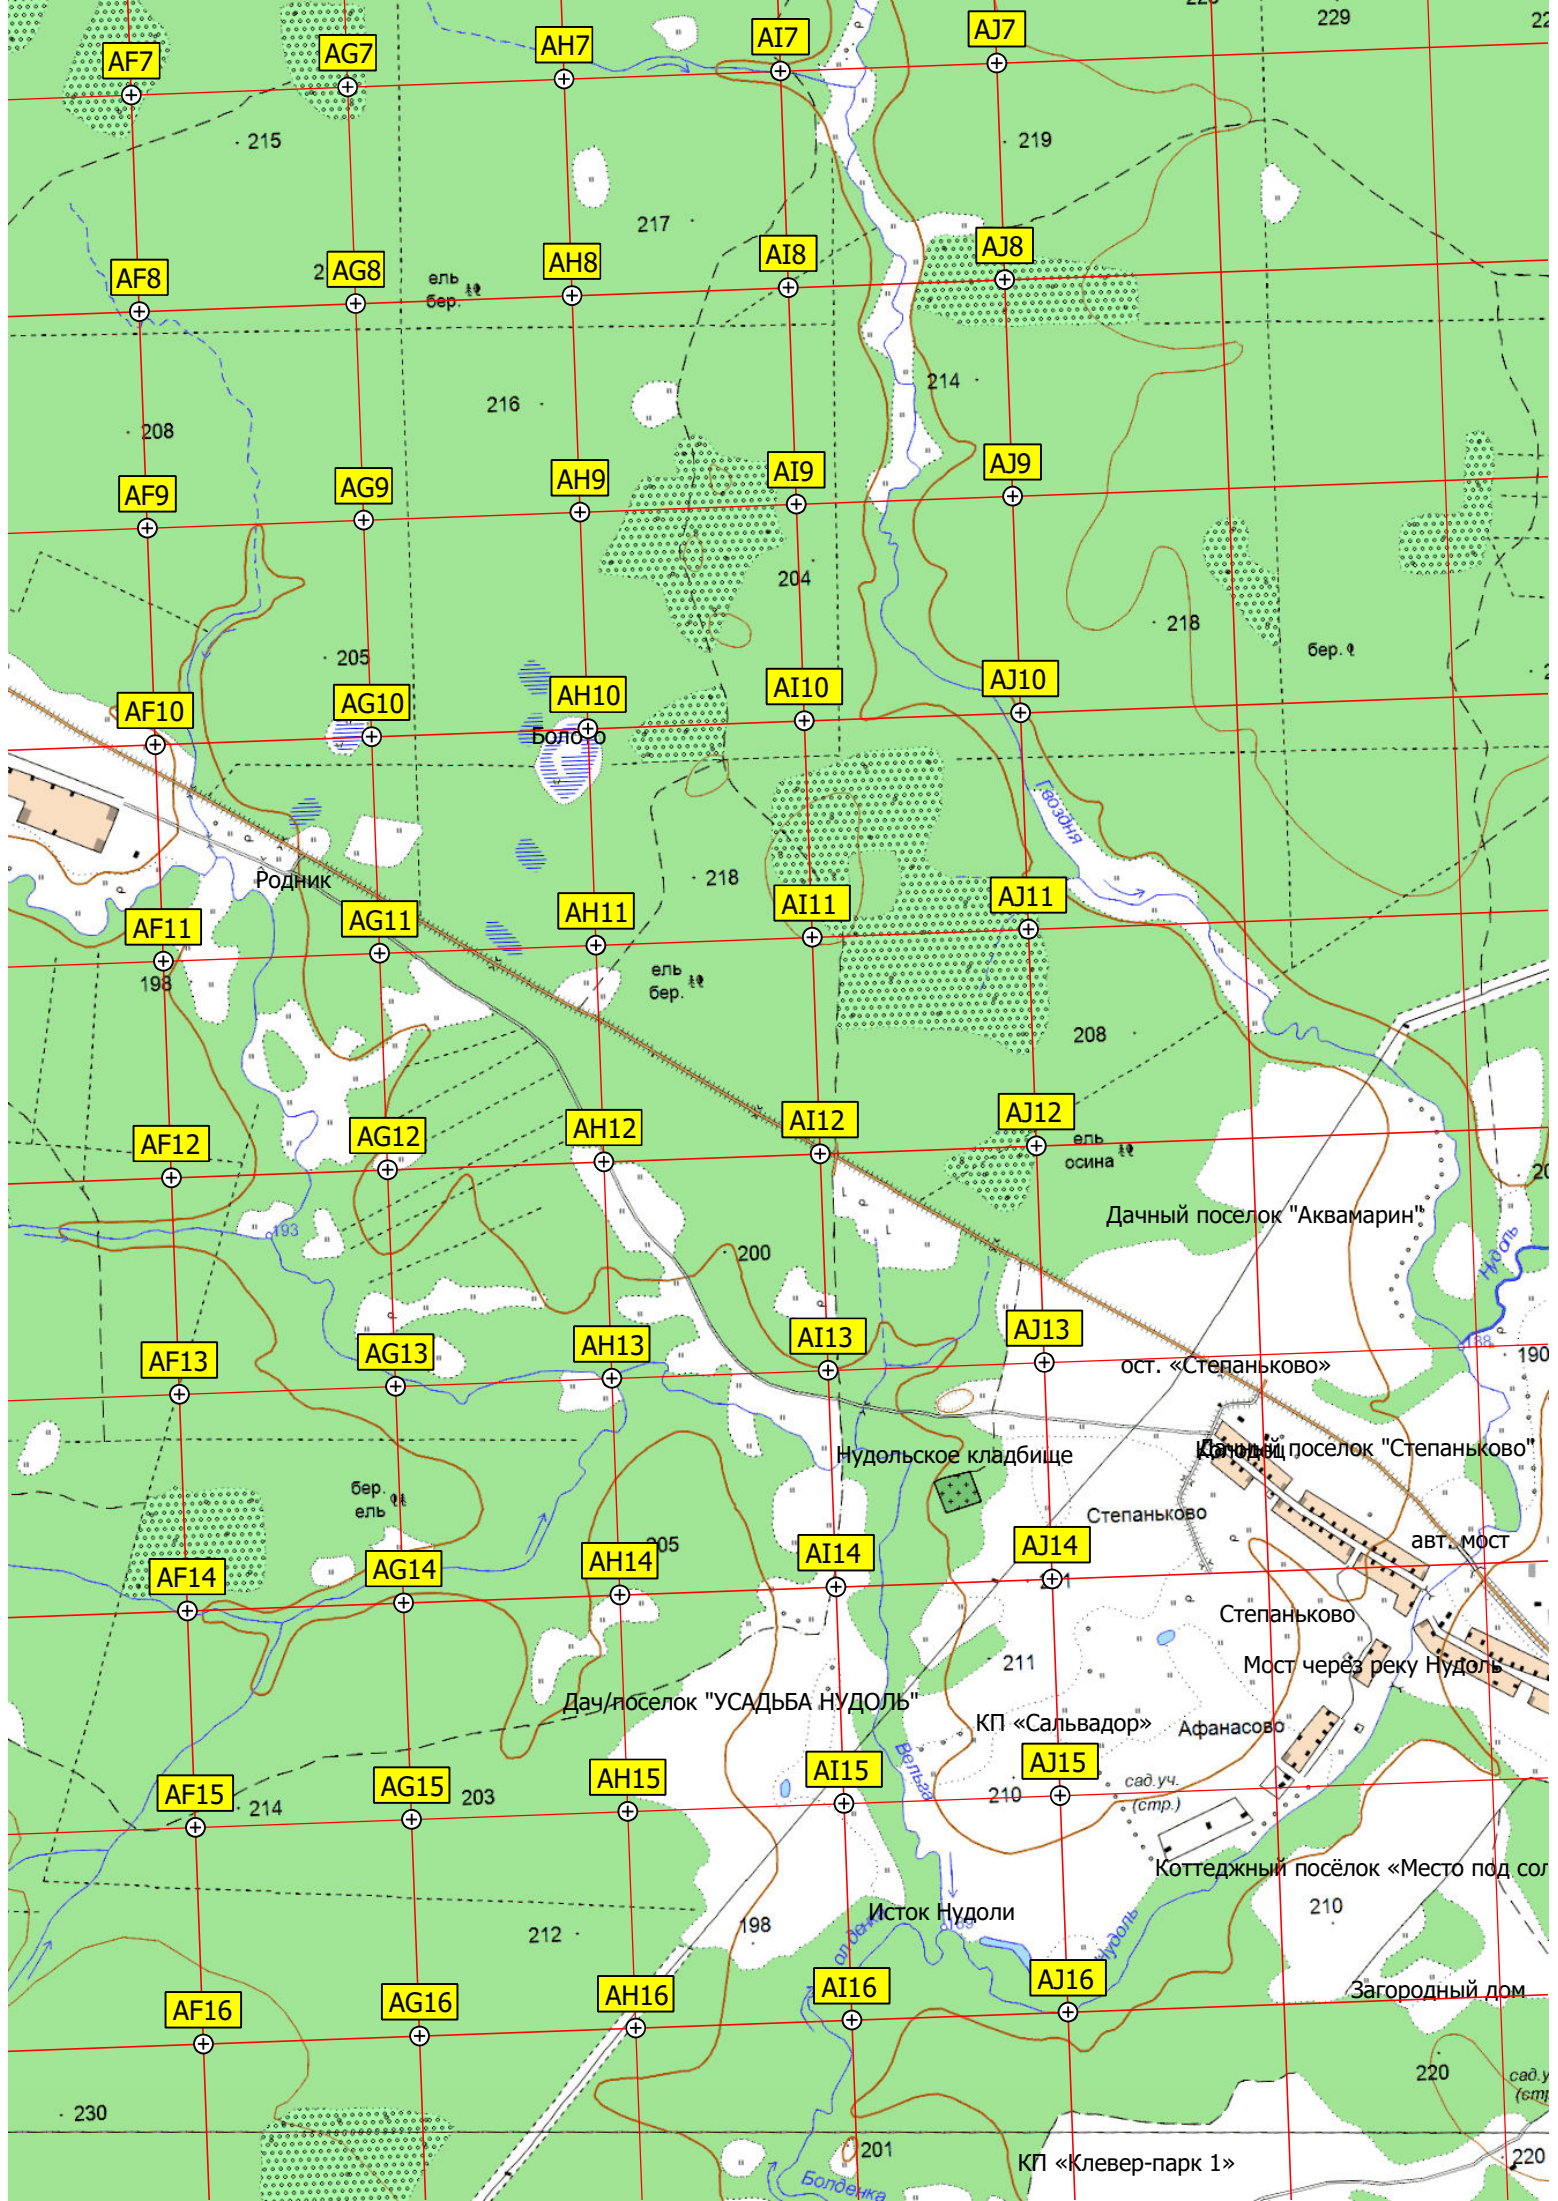 229
AF7
AG7
AH7
AI7
AJ7
215
219
217
AF8
AG8
ель
бер.
AH8
AI8
AJ8
208
216
214
AF9
AG9
AH9
AI9
AJ9
204
218
бер.
205
AF10
AG10
AH10
AI10
AJ10
Болото
Гвоздня
Родник
218
AF11
AG11
AH11
AI11
AJ11
198
ель
бер.
208
AF12
AG12
AH12
AI12
AJ12
ель
осина
193
200
Дачный поселок "Аквамарин"
Нудоль
AF13
AG13
AH13
AI13
AJ13
ост. «Степаньково»
188
190
Нудольское кладбище
Колодец
Дачный поселок "Степаньково"
бер.
ель
Степаньково
авт. мост
AF14
AG14
AH14
AI14
AJ14
Степаньково
211
Мост через реку Нудоль
Дач/поселок "УСАДЬБА НУДОЛЬ"
КП «Сальвадор»
Афанасово
Вельга
AF15
214
AG15
203
AH15
AI15
210
AJ15
сад.уч.
(стр.)
Коттеджный посёлок «Место под сол
212
198
Исток Нудоли
189
Нудоль
210
AF16
AG16
AH16
AI16
AJ16
Загородный дом
230
220
201
КП «Клевер-парк 1»
220
Болденка